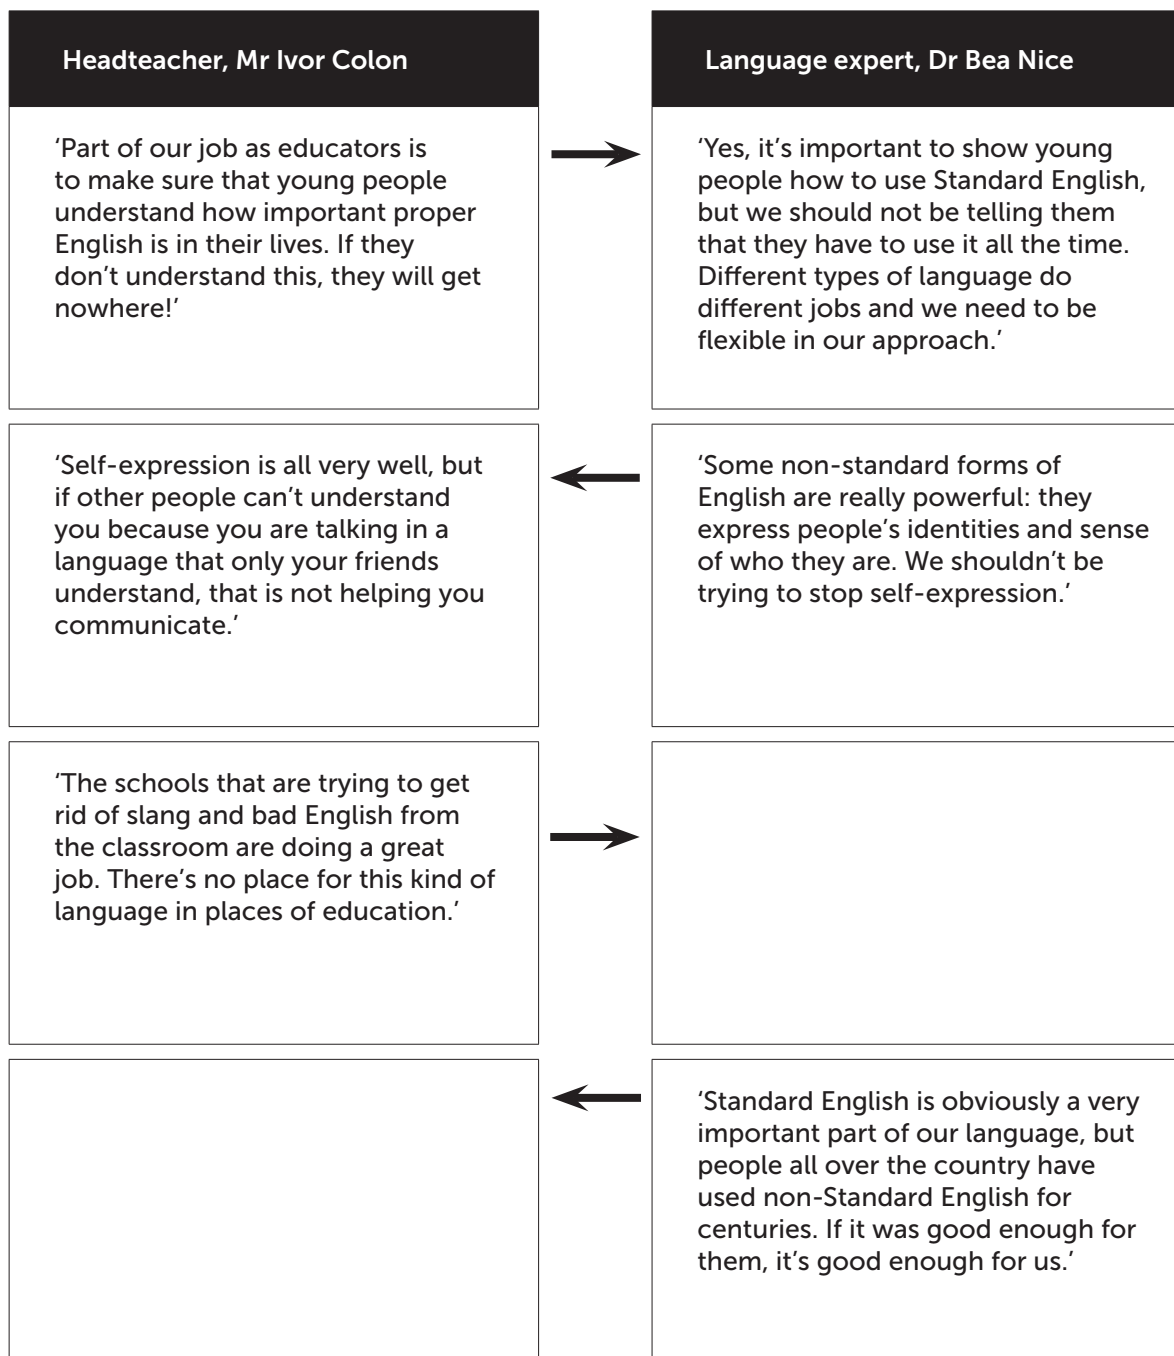 Headteacher, Mr Ivor Colon
Language expert, Dr Bea Nice
‘Part of our job as educators is
to make sure that young people
understand how important proper
English is in their lives. If they
don’t understand this, they will get
nowhere!’
‘Yes, it’s important to show young
people how to use Standard English,
but we should not be telling them
that they have to use it all the time.
Different types of language do
different jobs and we need to be
flexible in our approach.’
‘Self-expression is all very well, but
if other people can’t understand
you because you are talking in a
language that only your friends
understand, that is not helping you
communicate.’
‘Some non-standard forms of
English are really powerful: they
express people’s identities and sense
of who they are. We shouldn’t be
trying to stop self-expression.’
‘The schools that are trying to get
rid of slang and bad English from
the classroom are doing a great
job. There’s no place for this kind of
language in places of education.’
‘Standard English is obviously a very
important part of our language, but
people all over the country have
used non-Standard English for
centuries. If it was good enough for
them, it’s good enough for us.’